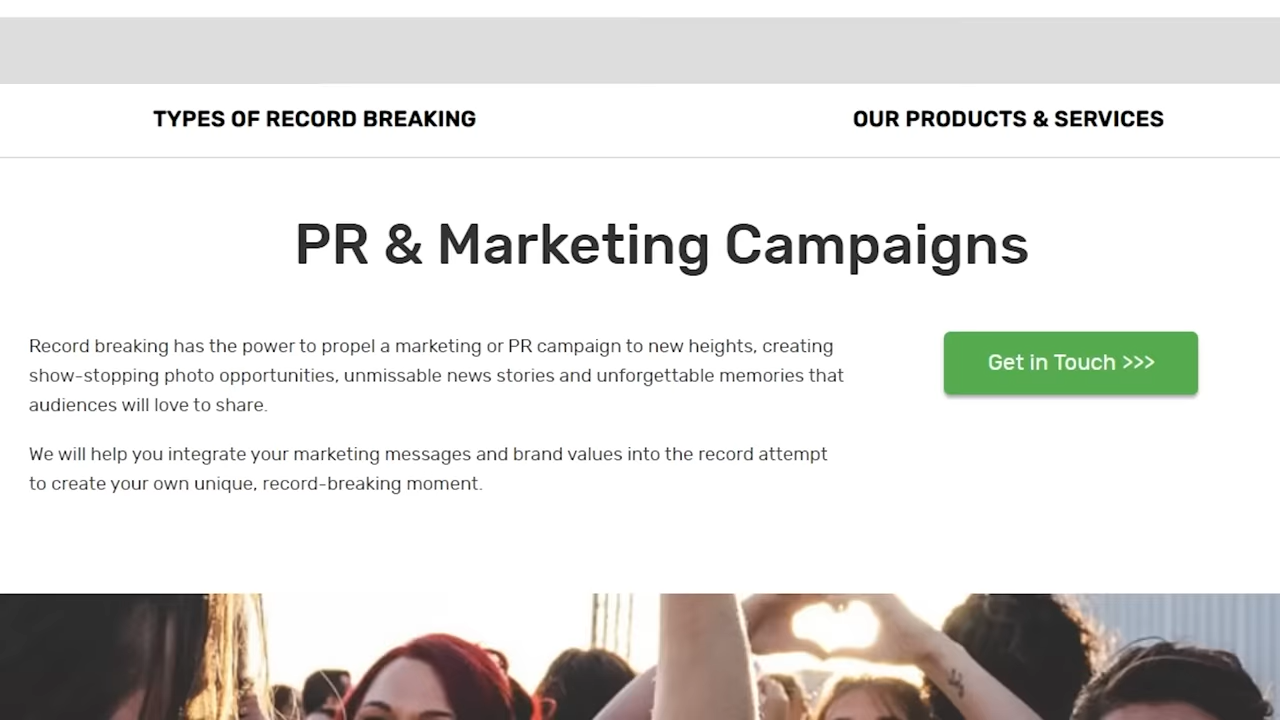 TYPES OF RECORD BREAKING
OUR PRODUCTS & SERVICES
PR & Marketing Campaigns
Record breaking has the power to propel a marketing or PR campaign to new heights, creating
show-stopping photo opportunities, unmissable news stories and unforgettable memories that
audiences will love to share.
Get in Touch >>>
We will help you integrate your marketing messages and brand values into the record attempt
to create your own unique, record-breaking moment.